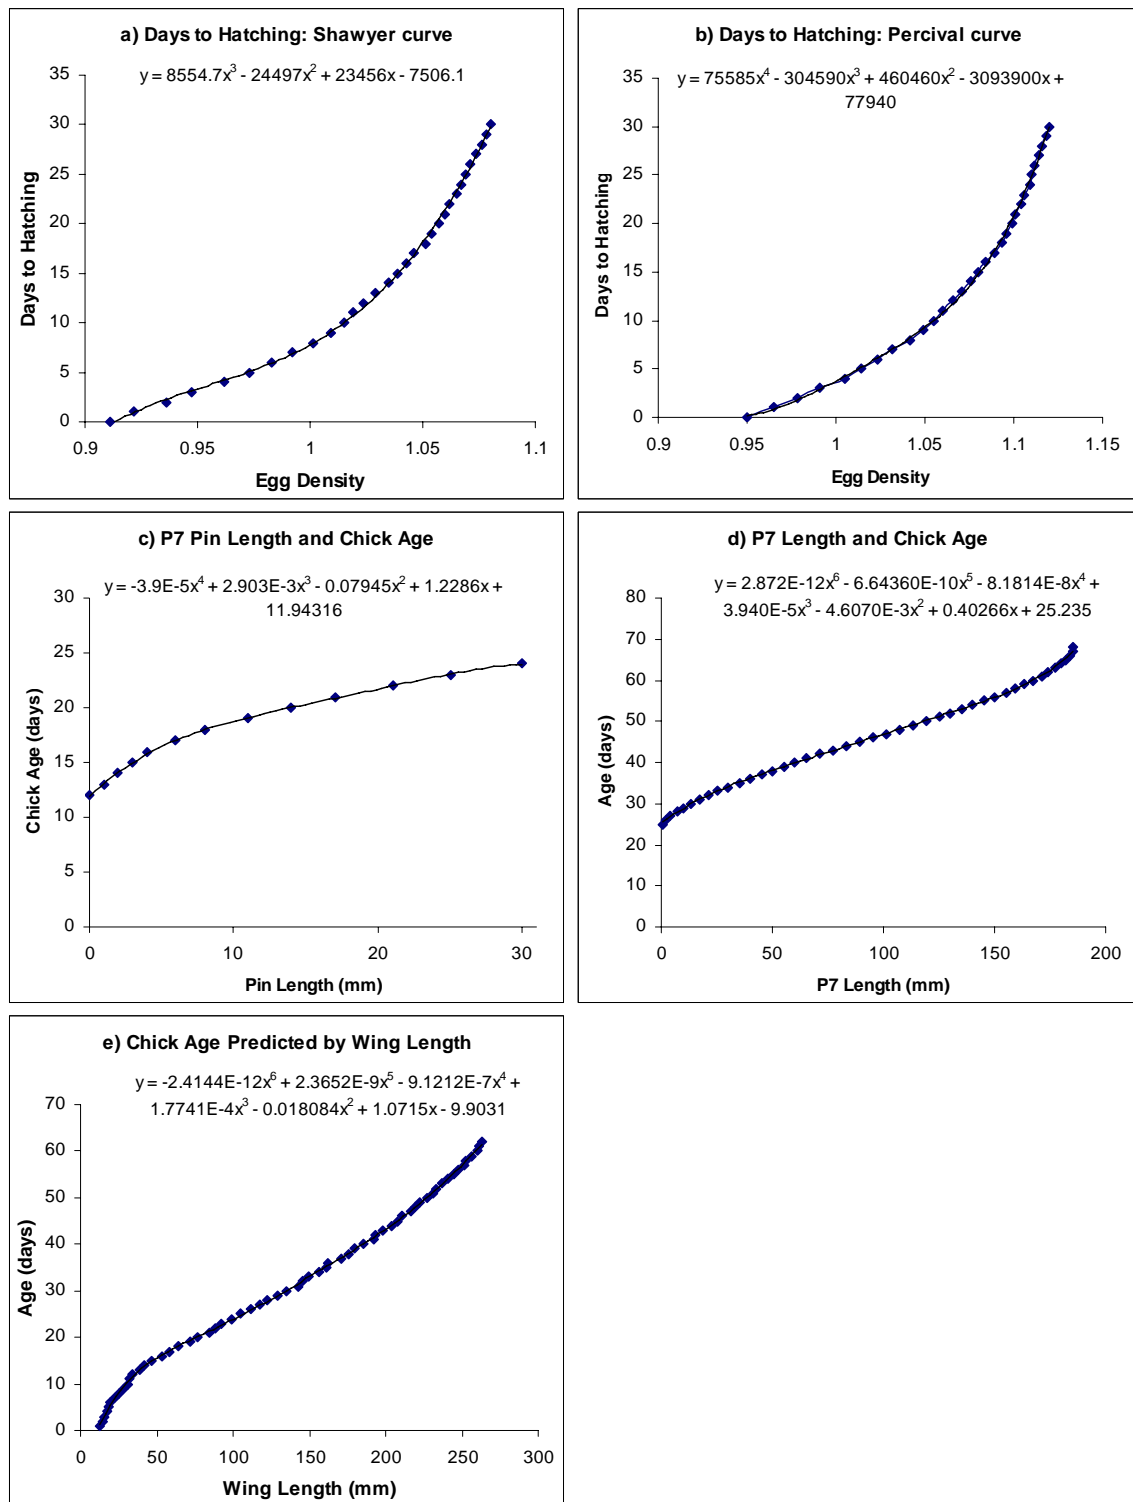 a) Days to Hatching: Shawyer curve
y = 8554.7x³ - 24497x² + 23456x - 7506.1
35
30
25
20
15
10
5
0
Days to Hatching
0.9 0.95 1 1.05 1.1
Egg Density
b) Days to Hatching: Percival curve
y = 75585x⁴ - 304590x³ + 460460x² - 3093900x +
77940
35
30
25
20
15
10
5
0
Days to Hatching
0.9 0.95 1 1.05 1.1 1.15
Egg Density
c) P7 Pin Length and Chick Age
y = -3.9E-5x⁴ + 2.903E-3x³ - 0.07945x² + 1.2286x +
11.94316
30
25
20
15
10
5
0
Chick Age (days)
0 10 20 30
Pin Length (mm)
d) P7 Length and Chick Age
y = 2.872E-12x⁶ - 6.64360E-10x⁵ - 8.1814E-8x⁴ +
3.940E-5x³ - 4.6070E-3x² + 0.40266x + 25.235
80
70
60
50
40
30
20
10
0
Age (days)
0 50 100 150 200
P7 Length (mm)
e) Chick Age Predicted by Wing Length
y = -2.4144E-12x⁶ + 2.3652E-9x⁵ - 9.1212E-7x⁴ +
1.7741E-4x³ - 0.018084x² + 1.0715x - 9.9031
70
60
50
40
30
20
10
0
Age (days)
0 50 100 150 200 250 300
Wing Length (mm)